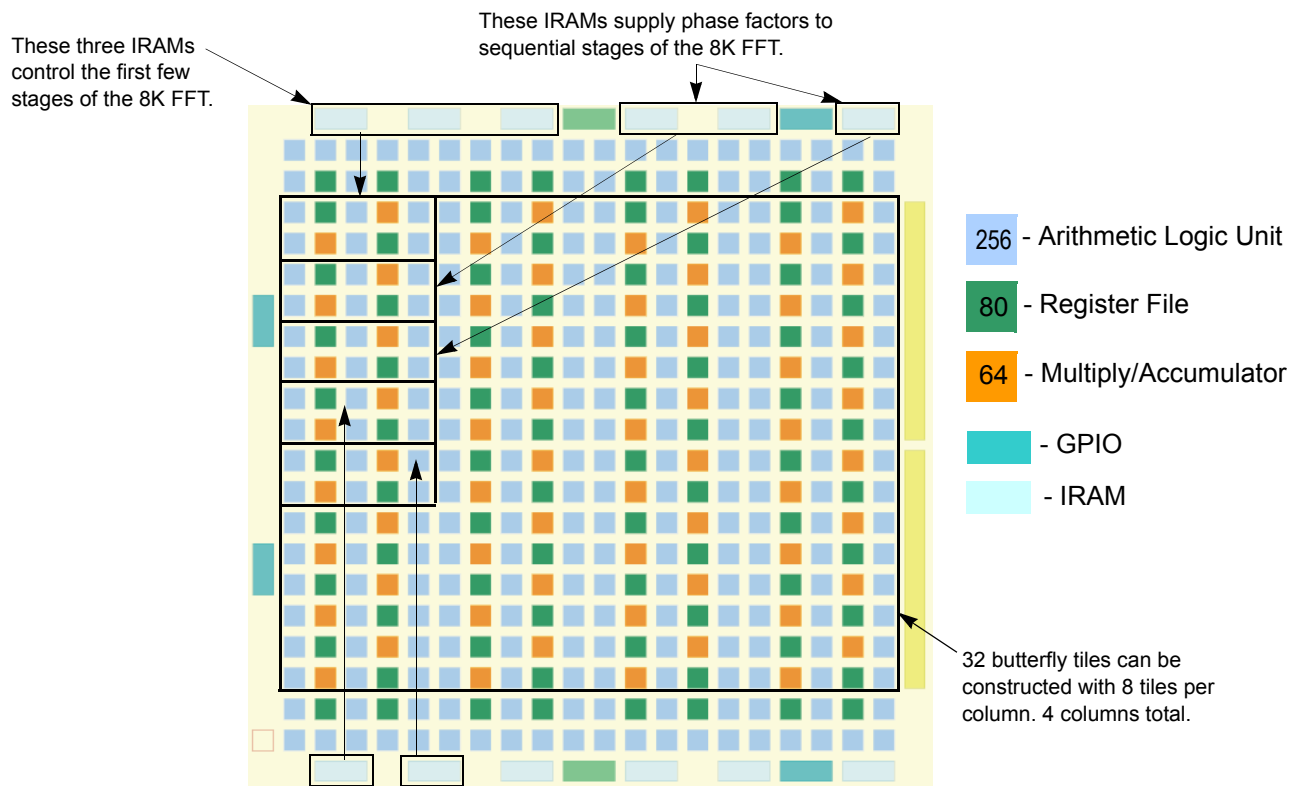 These three IRAMs
control the first few
stages of the 8K FFT.
These IRAMs supply phase factors to
sequential stages of the 8K FFT.
256 - Arithmetic Logic Unit
80 - Register File
64 - Multiply/Accumulator
- GPIO
- IRAM
32 butterfly tiles can be
constructed with 8 tiles per
column. 4 columns total.